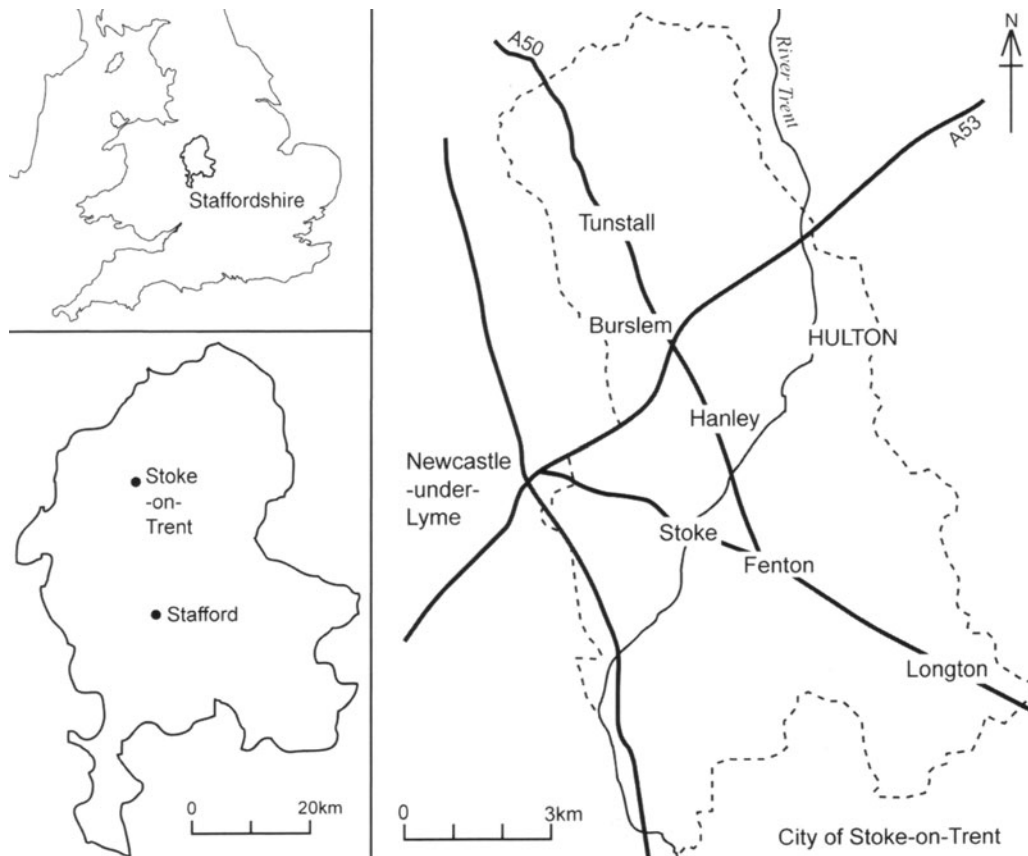 Staffordshire
Stoke
-on-
Trent
Stafford
0 20km
N
A50
River Trent
A53
Tunstall
Burslem
HULTON
Hanley
Newcastle
-under-
Lyme
Stoke
Fenton
Longton
0 3km
City of Stoke-on-Trent